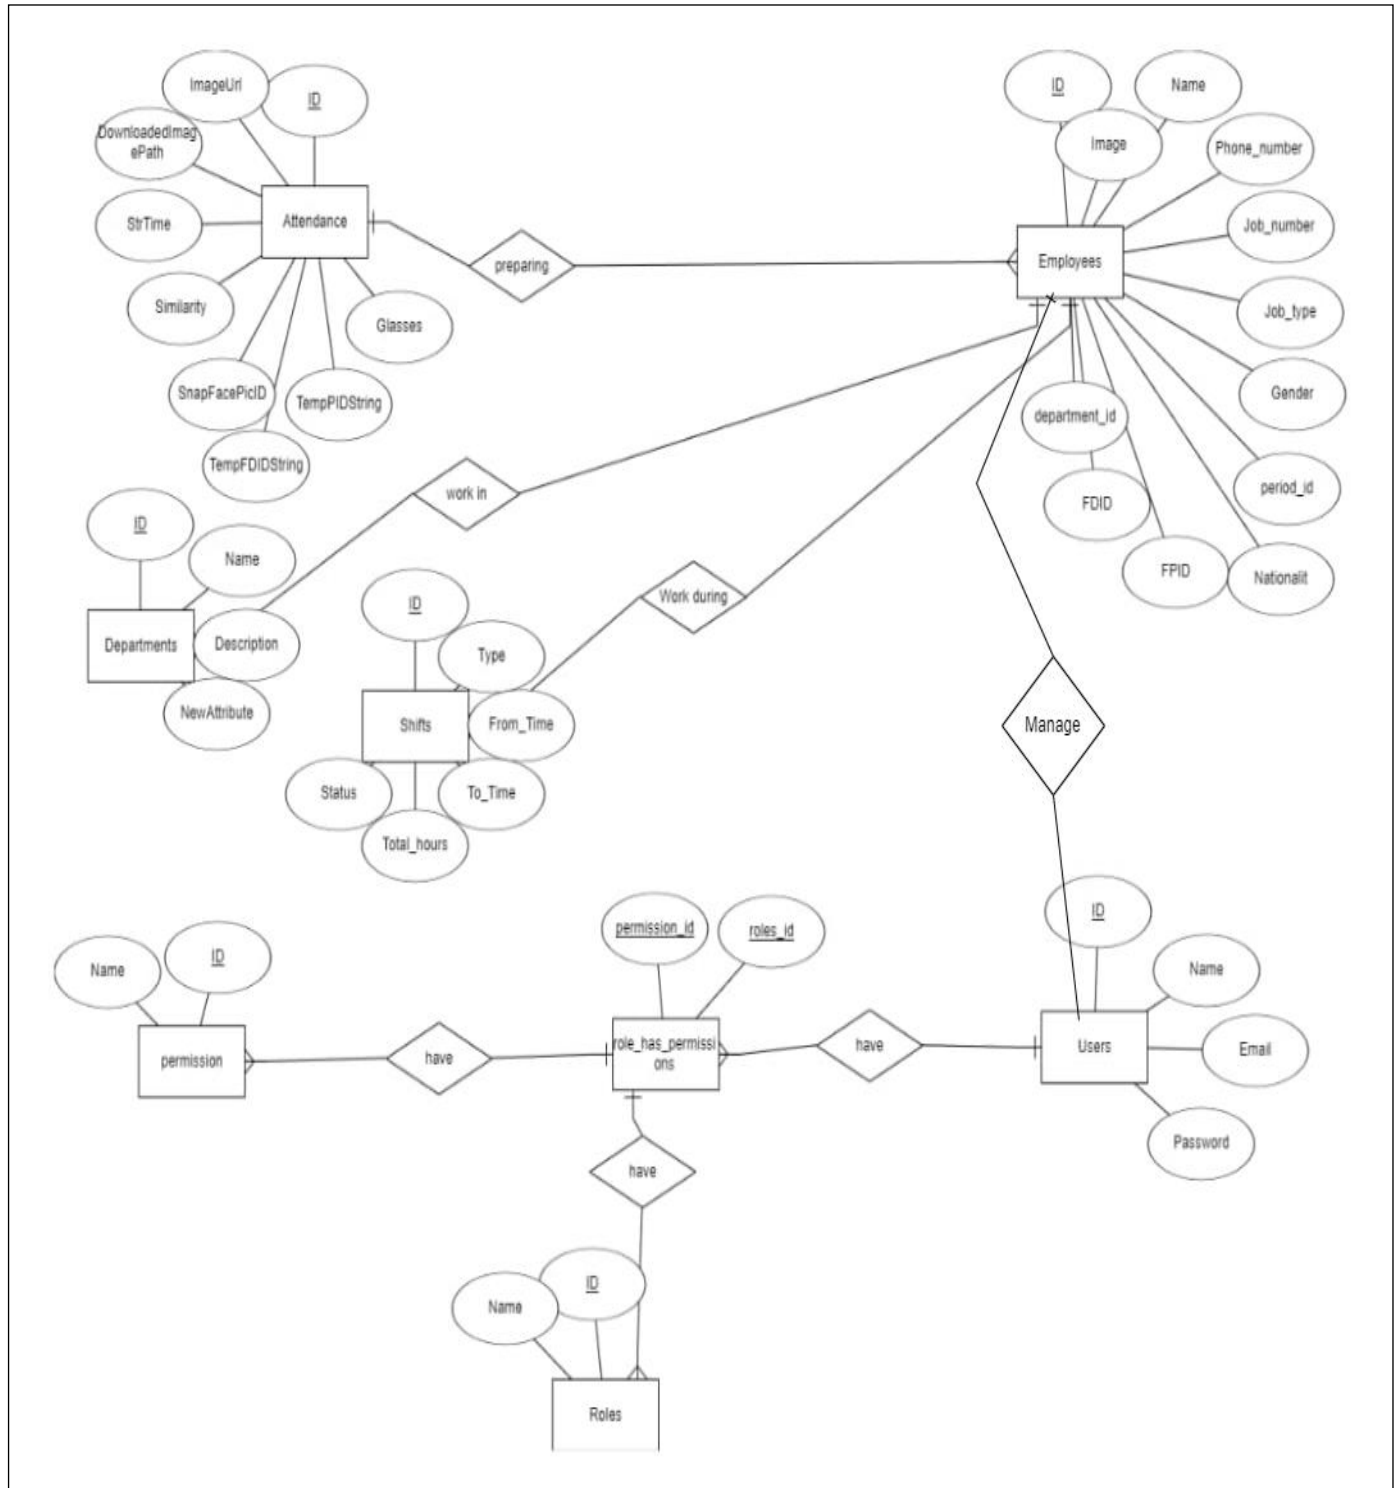 ImageUrl
ID
DownloadedImag
ePath
StrTime
Attendance
Similarity
Glasses
SnapFacePicID
TempPIDString
TempFDIDString
preparing
ID
Name
Image
Phone_number
Job_number
Employees
Job_type
Gender
department_id
period_id
FDID
FPID
Nationalit
work in
ID
Name
Departments
Description
NewAttribute
Work during
ID
Type
Shifts
From_Time
Status
To_Time
Total_hours
Manage
permission_id
roles_id
ID
Name
ID
Name
permission
have
role_has_permissi
ons
have
Users
Email
Password
have
ID
Name
Roles